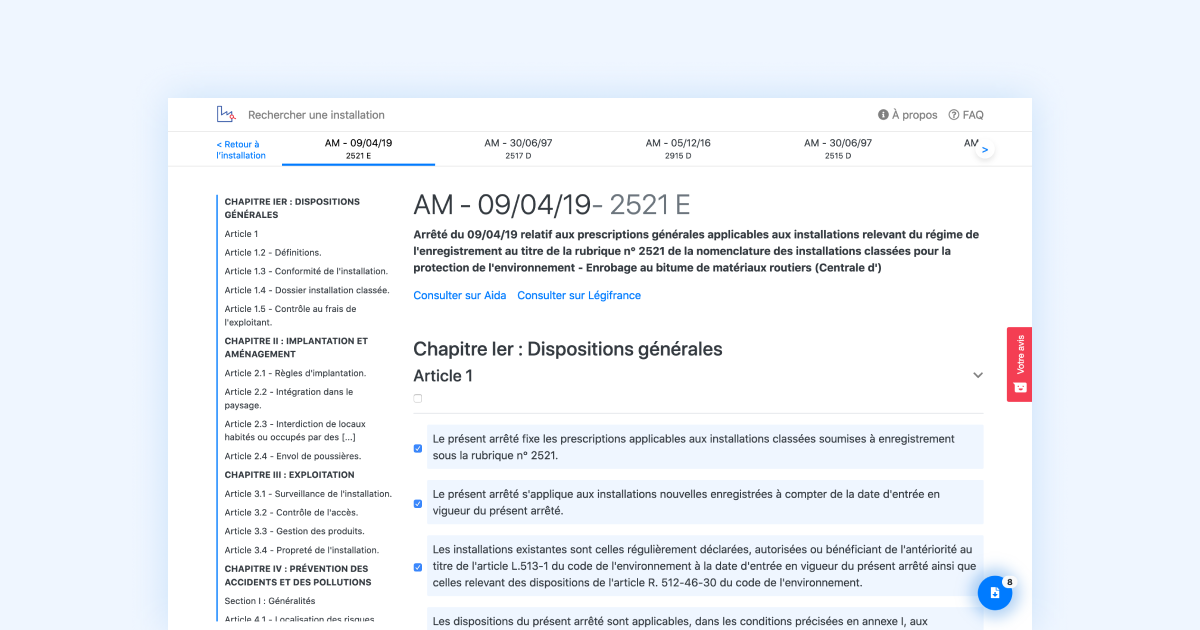 Rechercher une installation
À propos
FAQ
< Retour à
l'installation
AM - 09/04/19
2521 E
AM - 30/06/97
2517 D
AM - 05/12/16
2915 D
AM - 30/06/97
2515 D
AM
>
CHAPITRE IER : DISPOSITIONS
GÉNÉRALES
Article 1
Article 1.2 - Définitions.
Article 1.3 - Conformité de l'installation.
Article 1.4 - Dossier installation classée.
Article 1.5 - Contrôle au frais de
l'exploitant.
CHAPITRE II : IMPLANTATION ET
AMÉNAGEMENT
Article 2.1 - Règles d'implantation.
Article 2.2 - Intégration dans le
paysage.
Article 2.3 - Interdiction de locaux
habités ou occupés par des [...]
Article 2.4 - Envol de poussières.
CHAPITRE III : EXPLOITATION
Article 3.1 - Surveillance de l'installation.
Article 3.2 - Contrôle de l'accès.
Article 3.3 - Gestion des produits.
Article 3.4 - Propreté de l'installation.
CHAPITRE IV : PRÉVENTION DES
ACCIDENTS ET DES POLLUTIONS
Section I : Généralités
Article 4.1 - Localisation des risques
AM - 09/04/19- 2521 E
Arrêté du 09/04/19 relatif aux prescriptions générales applicables aux installations relevant du régime de
l'enregistrement au titre de la rubrique n° 2521 de la nomenclature des installations classées pour la
protection de l'environnement - Enrobage au bitume de matériaux routiers (Centrale d')
Consulter sur Aida Consulter sur Légifrance
Chapitre Ier : Dispositions générales
Article 1
Le présent arrêté fixe les prescriptions applicables aux installations classées soumises à enregistrement
sous la rubrique n° 2521.
Le présent arrêté s'applique aux installations nouvelles enregistrées à compter de la date d'entrée en
vigueur du présent arrêté.
Les installations existantes sont celles régulièrement déclarées, autorisées ou bénéficiant de l'antériorité au
titre de l'article L.513-1 du code de l'environnement à la date d'entrée en vigueur du présent arrêté ainsi que
celles relevant des dispositions de l'article R. 512-46-30 du code de l'environnement.
Les dispositions du présent arrêté sont applicables, dans les conditions précisées en annexe I, aux
Votre avis
8